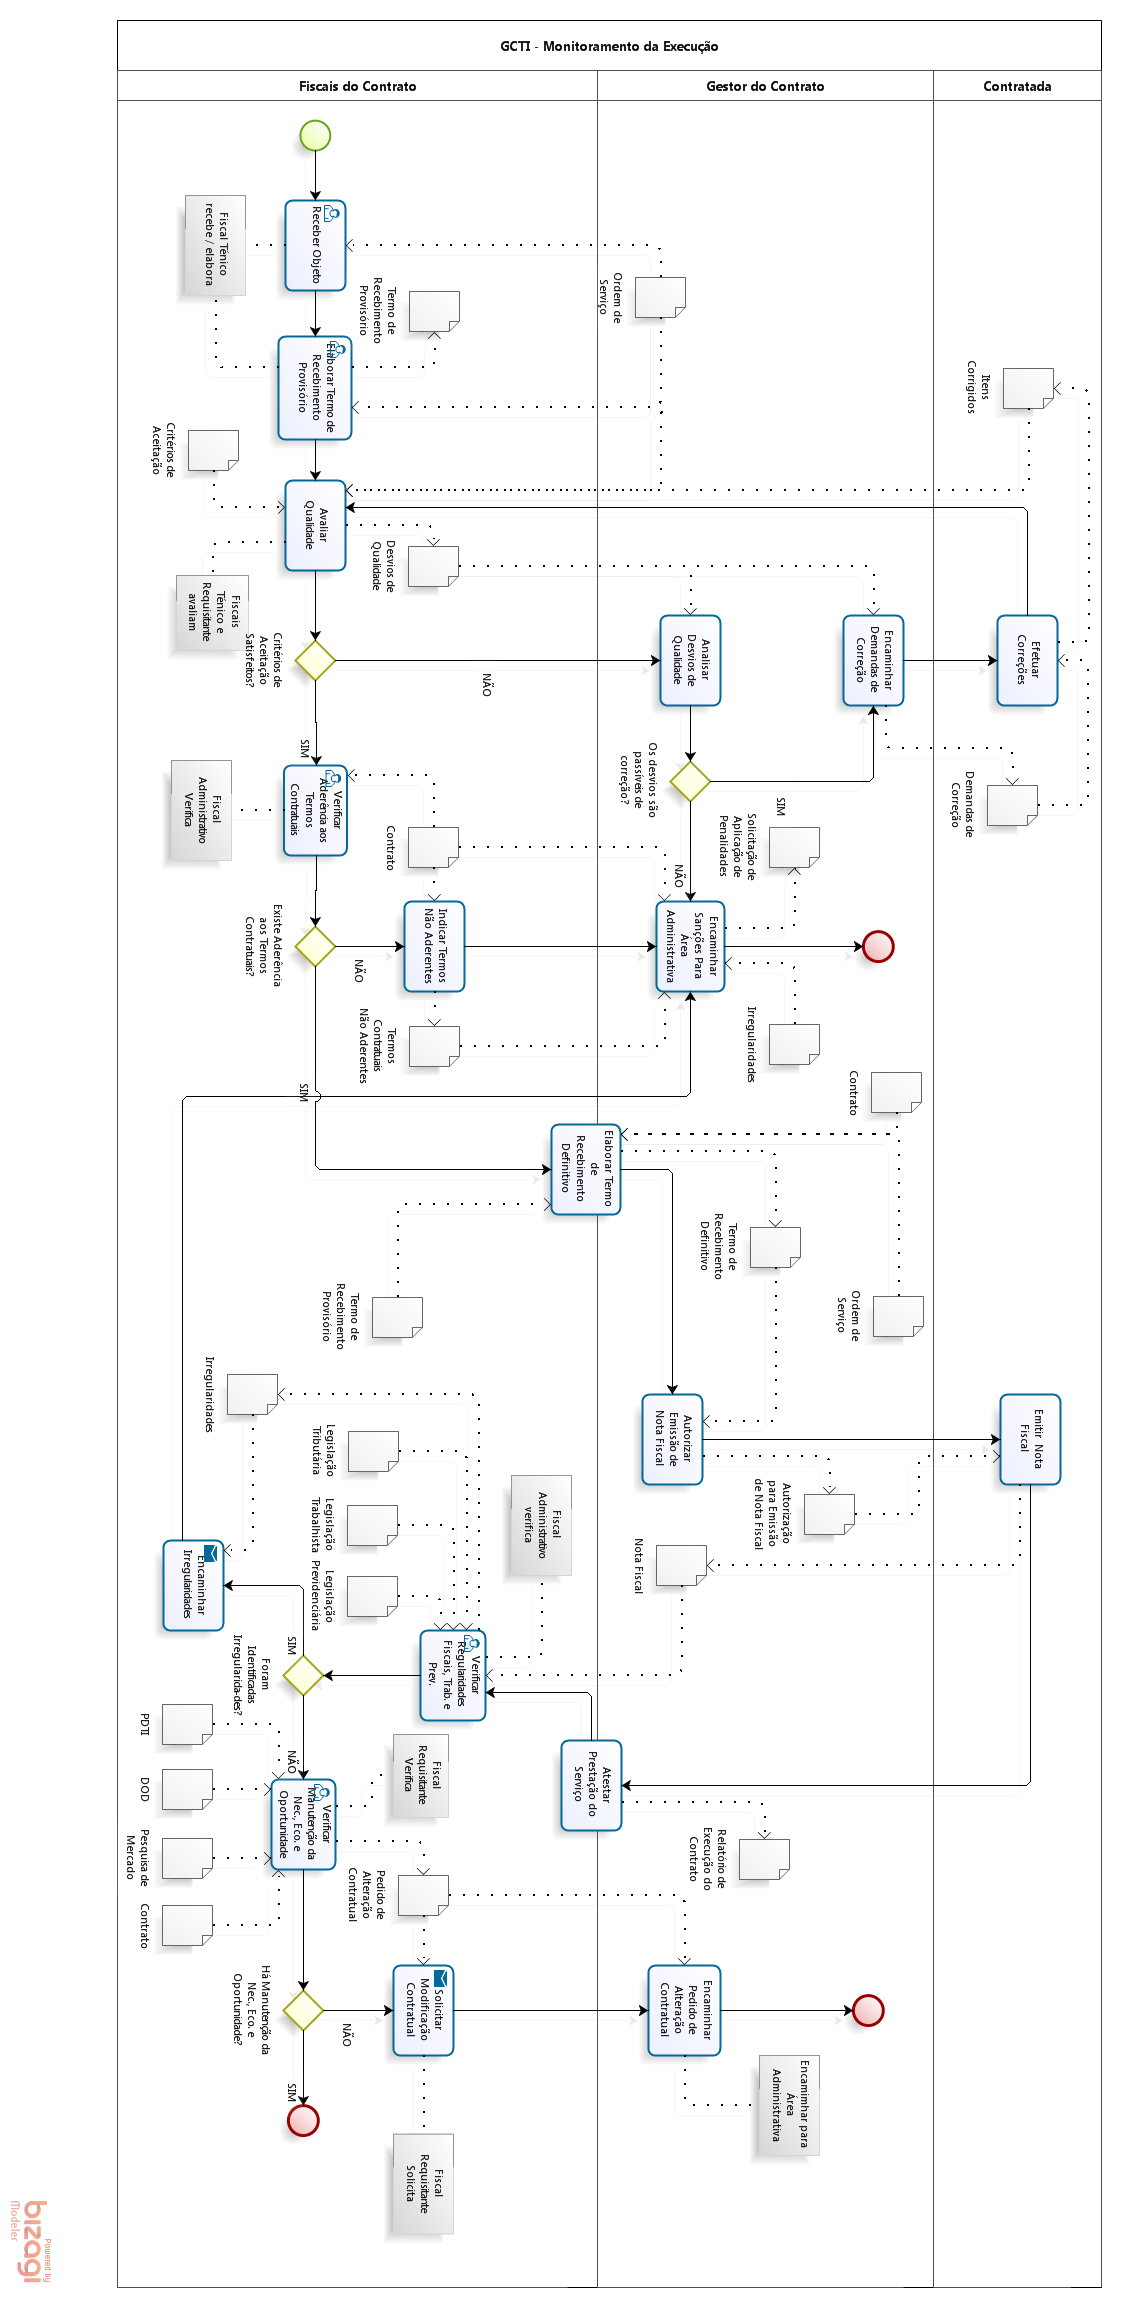 GCTI - Monitoramento da Execução
Fiscais do Contrato
Gestor do Contrato
Contratada
Receber Objeto
Fiscal Ténico
recebe / elabora
Ordem de
Serviço
Termo de
Recebimento
Provisório
Elaborar Termo de
Recebimento
Provisório
Itens
Corrigidos
Critérios de
Aceitação
Avaliar
Qualidade
Desvios de
Qualidade
Fiscais
Ténico e
Requisitante
avaliam
Critérios de
Aceitação
Satisfeitos?
NÃO
SIM
Analisar
Desvios de
Qualidade
Encaminhar
Demandas de
Correção
Efetuar
Correções
Os desvios são
passíveis de
correção?
SIM
NÃO
Demandas de
Correção
Verificar
Aderência aos
Termos
Contratuais
Fiscal
Administrativo
Verifica
Contrato
Solicitação de
Aplicação de
Penalidades
Existe Aderência
aos Termos
Contratuais?
NÃO
SIM
Indicar Termos
Não Aderentes
Encaminhar
Sanções Para
Área
Administrativa
Termos
Contratuais
Não Aderentes
Irregularidades
Contrato
Elaborar Termo
de
Recebimento
Definitivo
Termo de
Recebimento
Definitivo
Termo de
Recebimento
Provisório
Ordem de
Serviço
Irregularidades
Legislação
Tributária
Legislação
Trabalhista
Legislação
Previdenciária
Autorizar
Emissão de
Nota Fiscal
Emitir Nota
Fiscal
Autorização
para Emissão
de Nota Fiscal
Fiscal
Administrativo
verifica
Nota Fiscal
Encaminhar
Irregularidades
Verificar
Regularidades
Fiscais, Trab. e
Prev.
SIM
Foram
Identificadas
Irregularida-des?
NÃO
Atestar
Prestação do
Serviço
PDTI
DOD
Pesquisa de
Mercado
Contrato
Verificar
Manutenção da
Nec., Eco. e
Oportunidade
Fiscal
Requisitante
Verifica
Relatório de
Execução do
Contrato
Pedido de
Alteração
Contratual
Há Manutenção da
Nec., Eco. e
Oportunidade?
NÃO
SIM
Solicitar
Modificação
Contratual
Encaminhar
Pedido de
Alteração
Contratual
Encamimhar para
Área
Administrativa
Fiscal
Requisitante
Solicita
Powered by
bizagi
Modeler